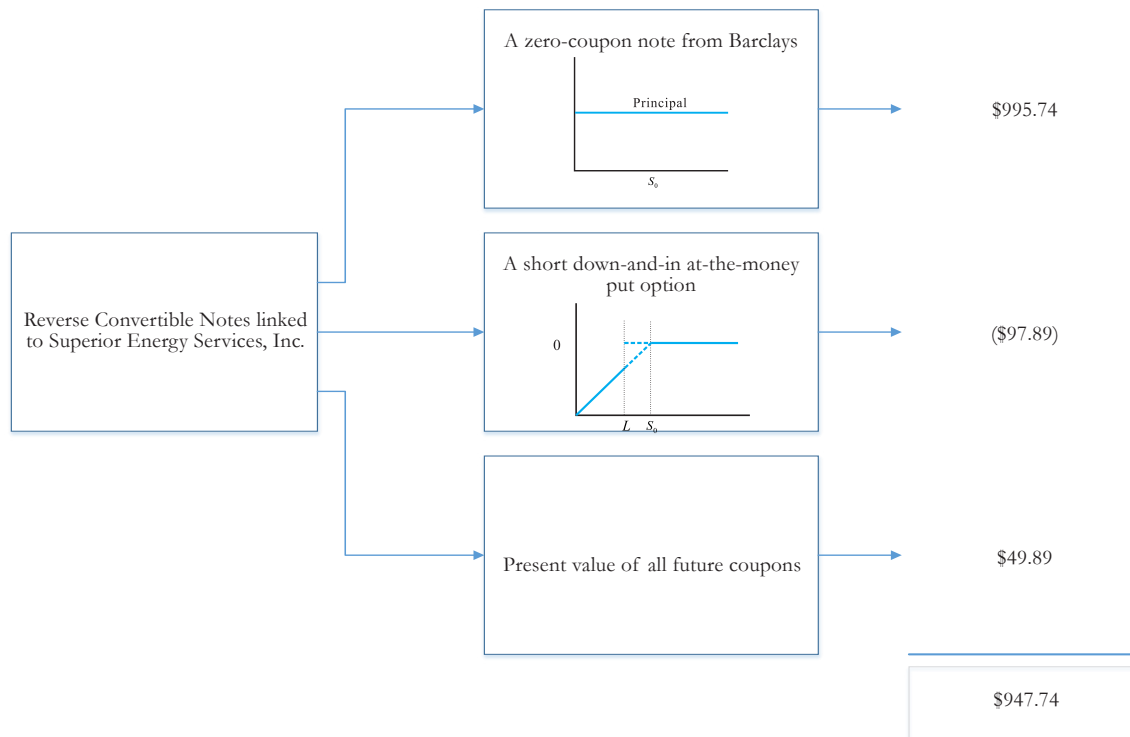 A zero-coupon note from Barclays
Principal
S₀
$995.74
Reverse Convertible Notes linked
to Superior Energy Services, Inc.
A short down-and-in at-the-money
put option
0
L S₀
($97.89)
Present value of all future coupons
$49.89
$947.74